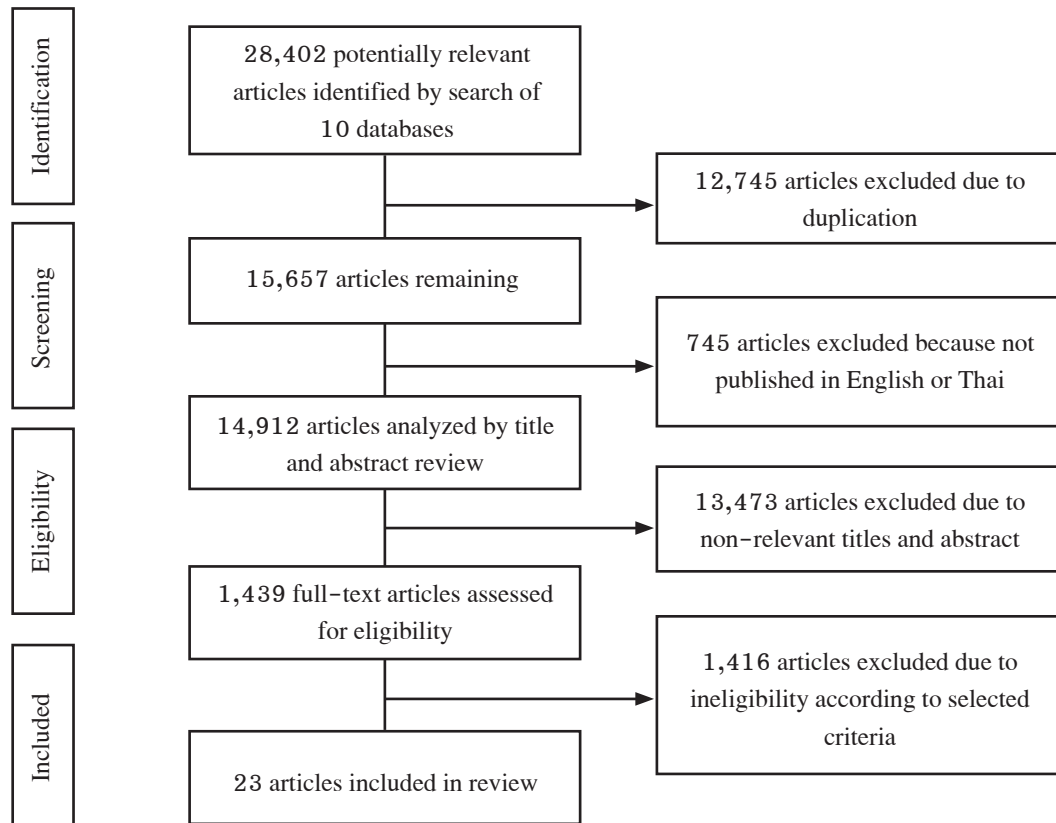 Identification
28,402 potentially relevant
articles identified by search of
10 databases
12,745 articles excluded due to
duplication
Screening
15,657 articles remaining
745 articles excluded because not
published in English or Thai
14,912 articles analyzed by title
and abstract review
Eligibility
13,473 articles excluded due to
non-relevant titles and abstract
1,439 full-text articles assessed
for eligibility
Included
1,416 articles excluded due to
ineligibility according to selected
criteria
23 articles included in review